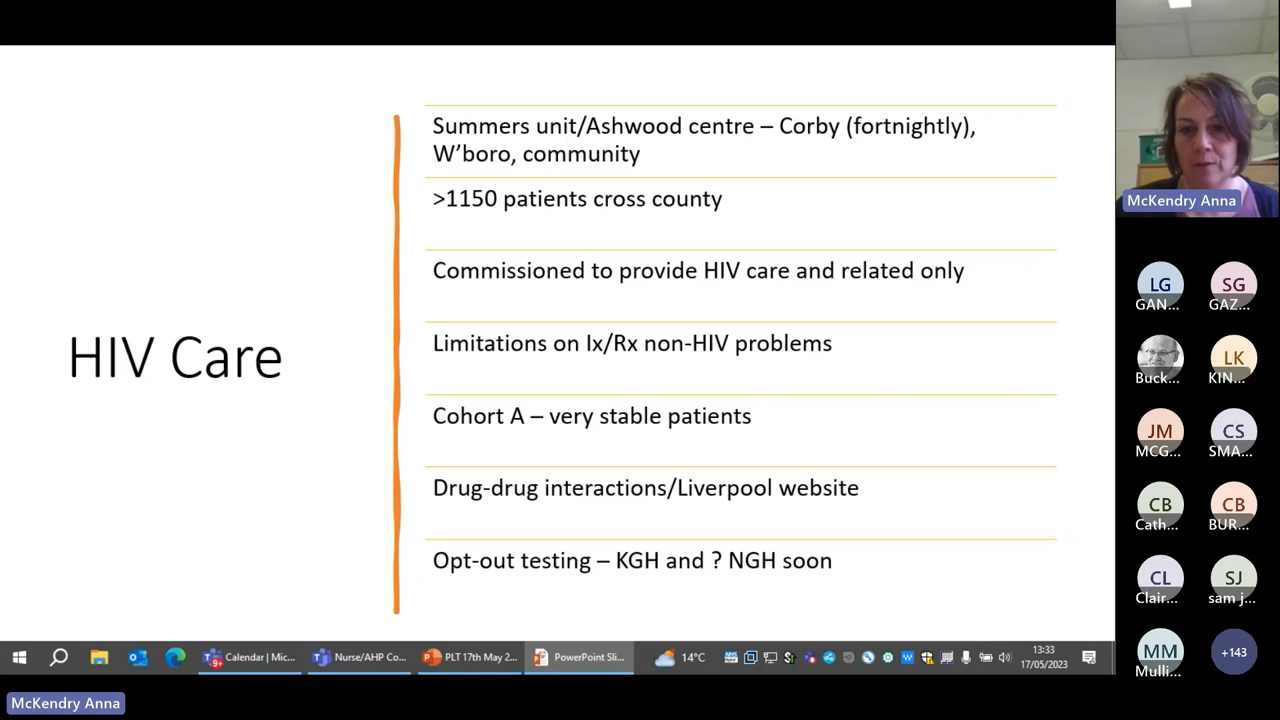 HIV Care
Summers unit/Ashwood centre – Corby (fortnightly),
W'boro, community
>1150 patients cross county
Commissioned to provide HIV care and related only
Limitations on Ix/Rx non-HIV problems
Cohort A – very stable patients
Drug-drug interactions/Liverpool website
Opt-out testing – KGH and ? NGH soon
McKendry Anna
LG
GAN...
SG
GAZ...
Buck...
LK
KIN...
JM
MCG...
CS
SMA...
CB
Cath...
CB
BUR...
CL
Clair...
SJ
sam j...
MM
Mulli...
+143
Calendar | Mic...
Nurse/AHP Co...
PLT 17th May 2...
PowerPoint Sli...
14°C
13:33
17/05/2023
McKendry Anna